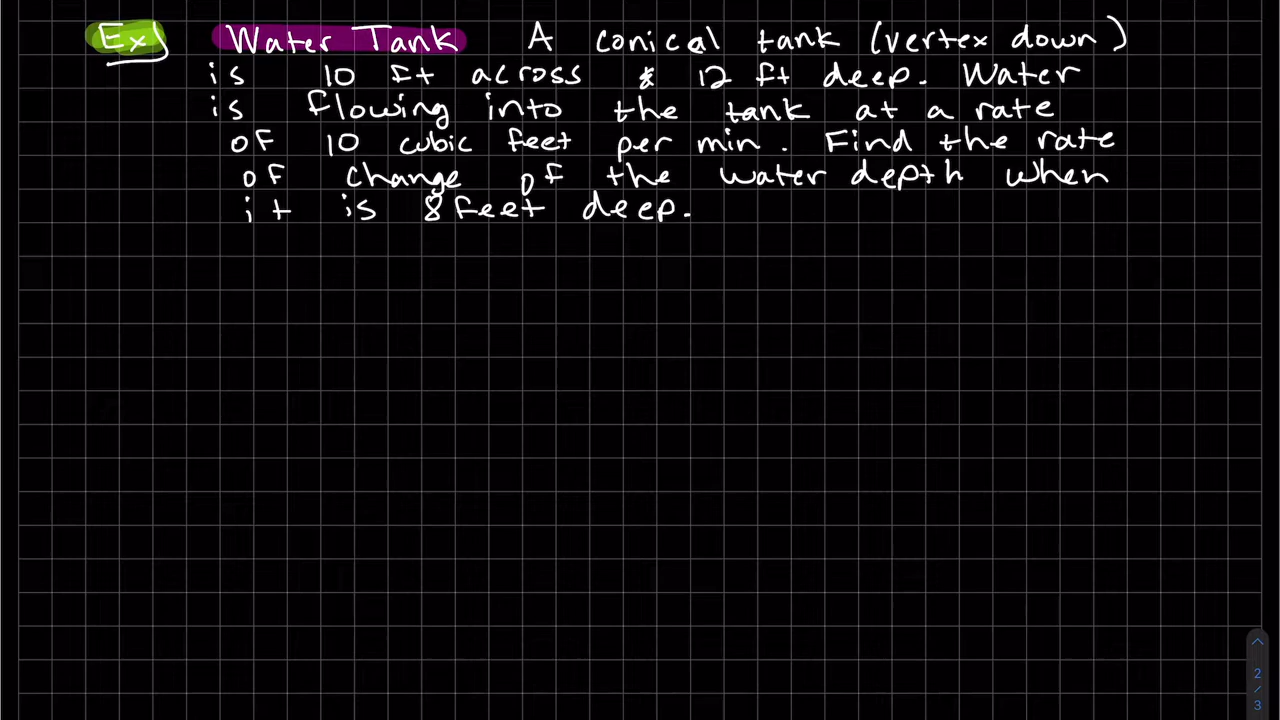 Ex) Water Tank A conical tank (vertex down)
is 10 ft across & 12 ft deep. Water
is flowing into the tank at a rate
of 10 cubic feet per min. Find the rate
of change of the water depth when
it is 8 feet deep.
2
/
3